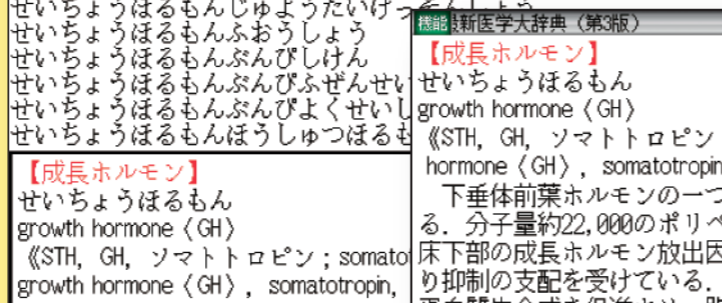 せいちょうほるもんじゅようたいけっ
せいちょうほるもんふおうしょう
せいちょうほるもんぶんぴしけん
せいちょうほるもんぶんぴふぜんせい
せいちょうほるもんぶんぴよくせいし
せいちょうほるもんほうしゅつほるも
【成長ホルモン】
せいちょうほるもん
growth hormone〈GH〉
《STH, GH, ソマトトロピン；somato
growth hormone〈GH〉, somatotropin,
機能 最新医学大辞典（第3版）
【成長ホルモン】
せいちょうほるもん
growth hormone〈GH〉
《STH, GH, ソマトトロピン
hormone〈GH〉, somatotropin
下垂体前葉ホルモンの一つ
る．分子量約22,000のポリペ
床下部の成長ホルモン放出因
り抑制の支配を受けている．